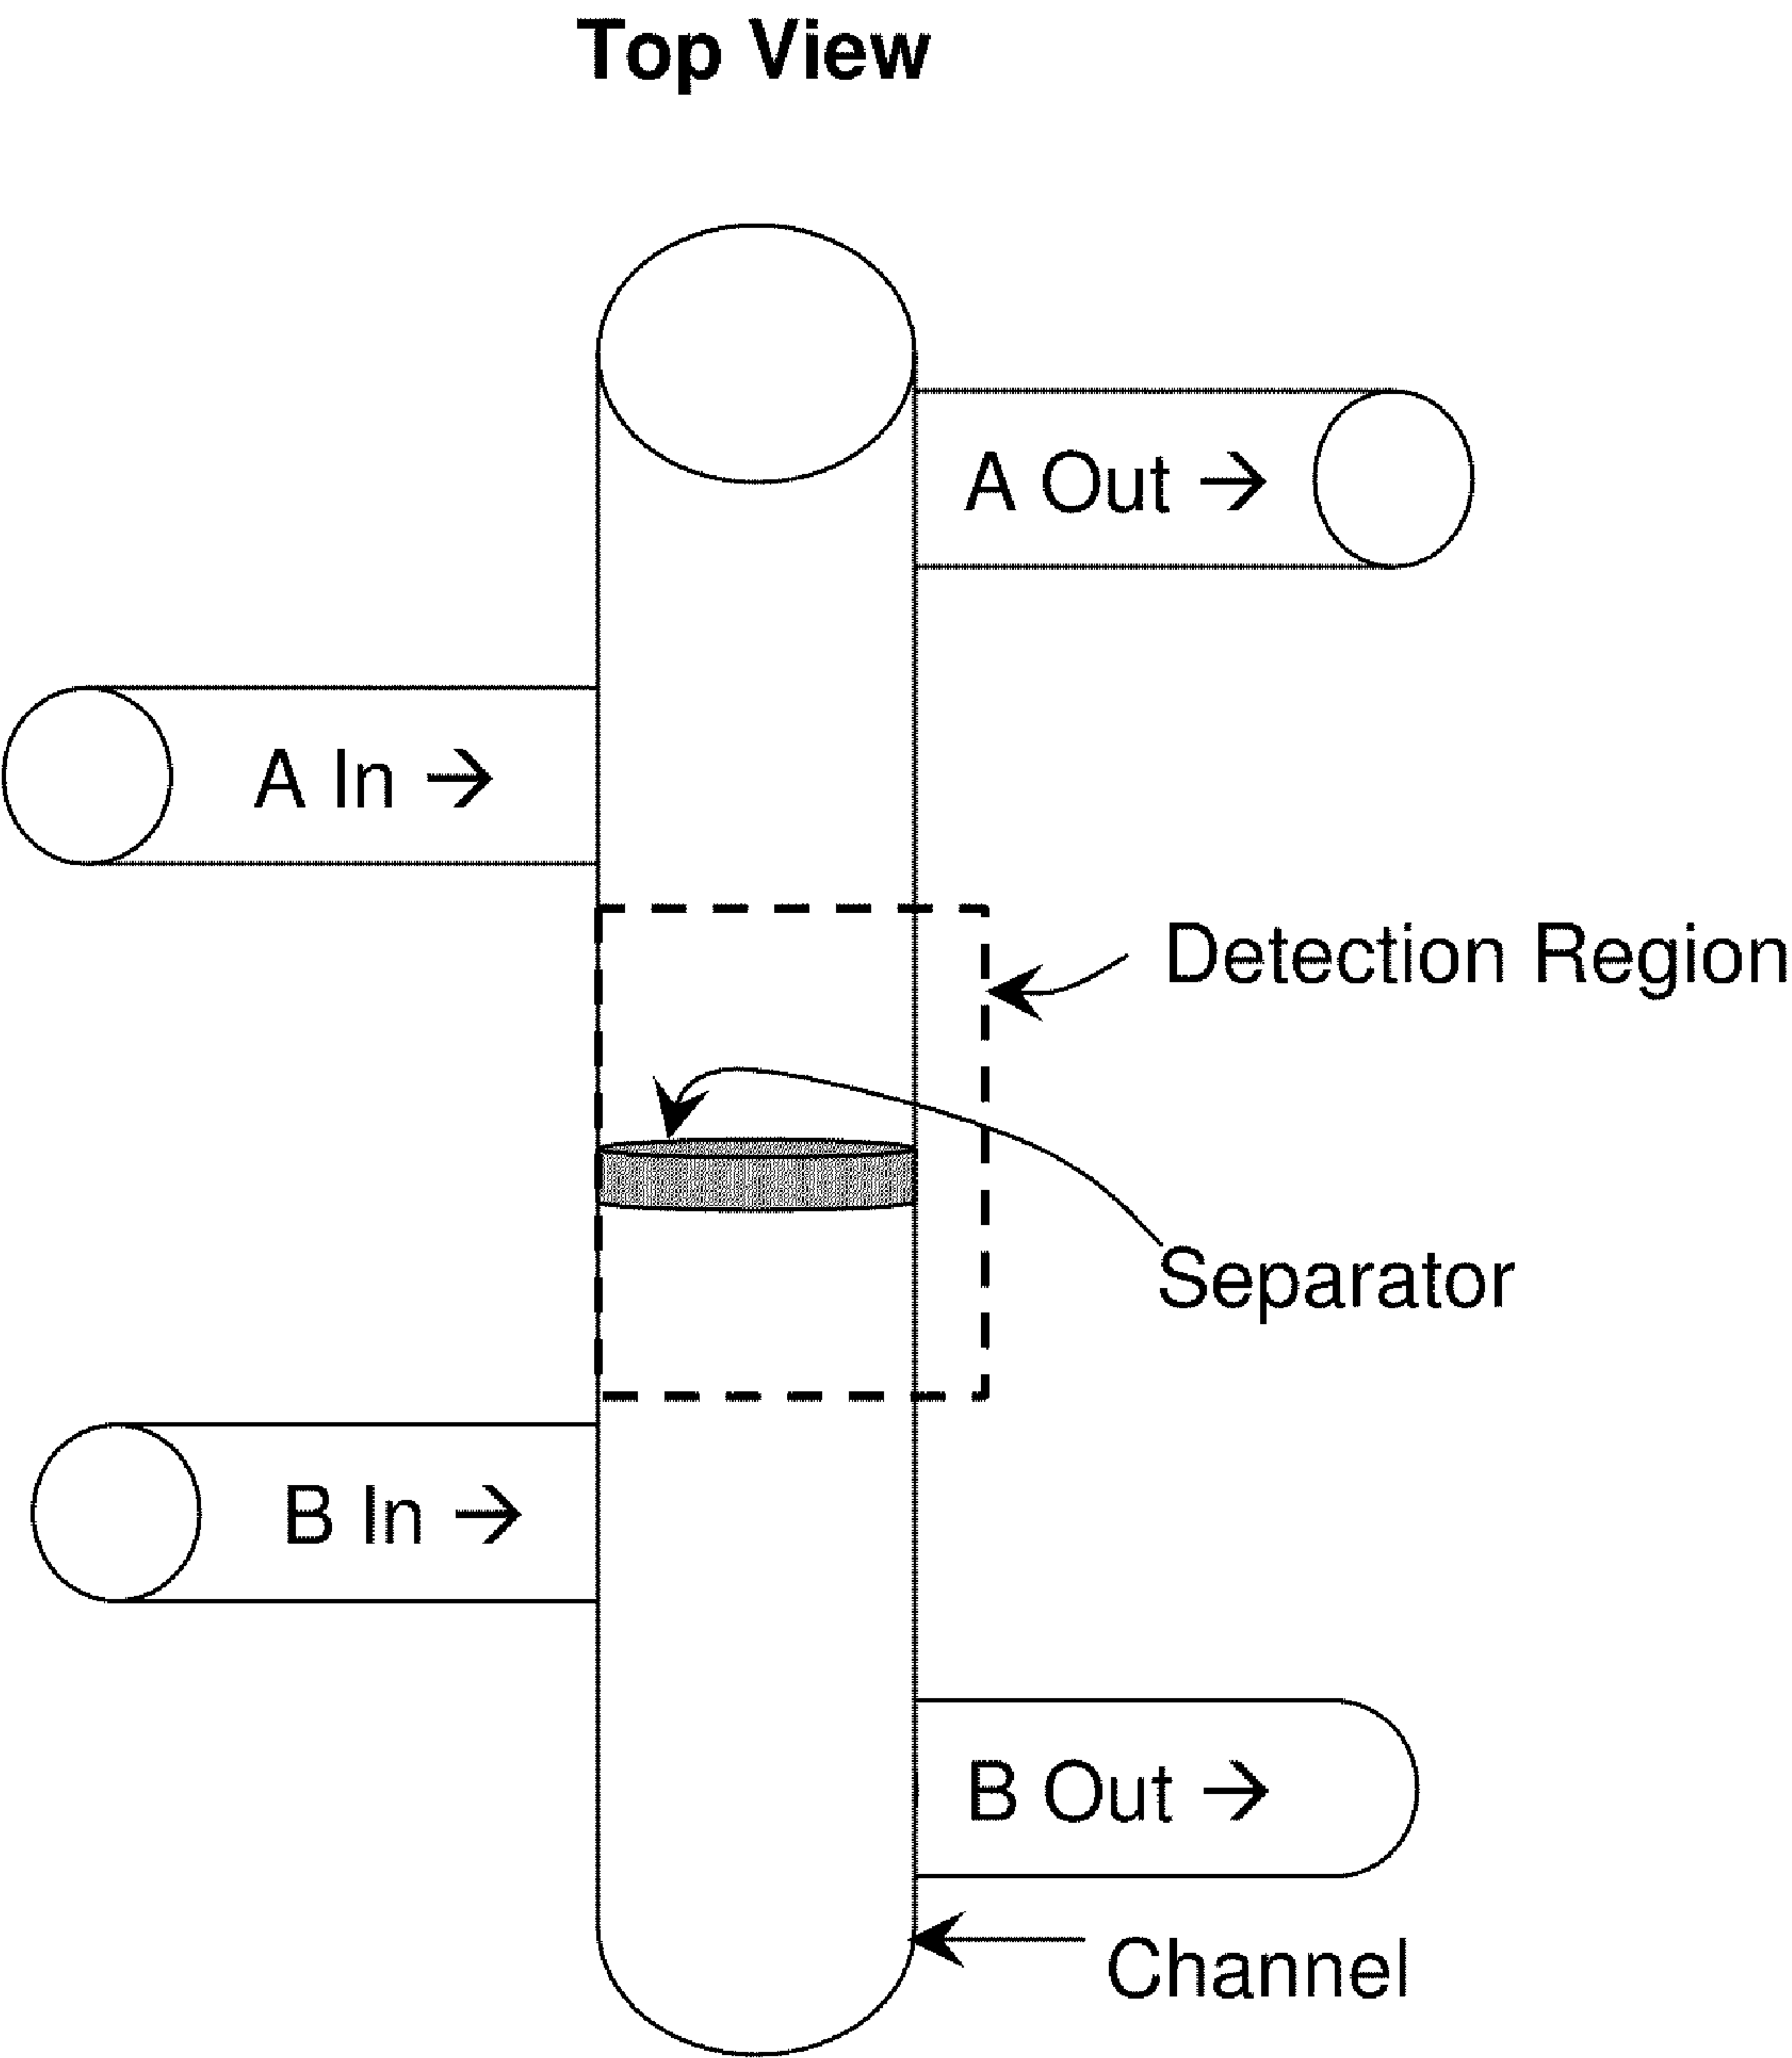 Top View
A Out →
A In →
Detection Region
Separator
B In →
B Out →
Channel